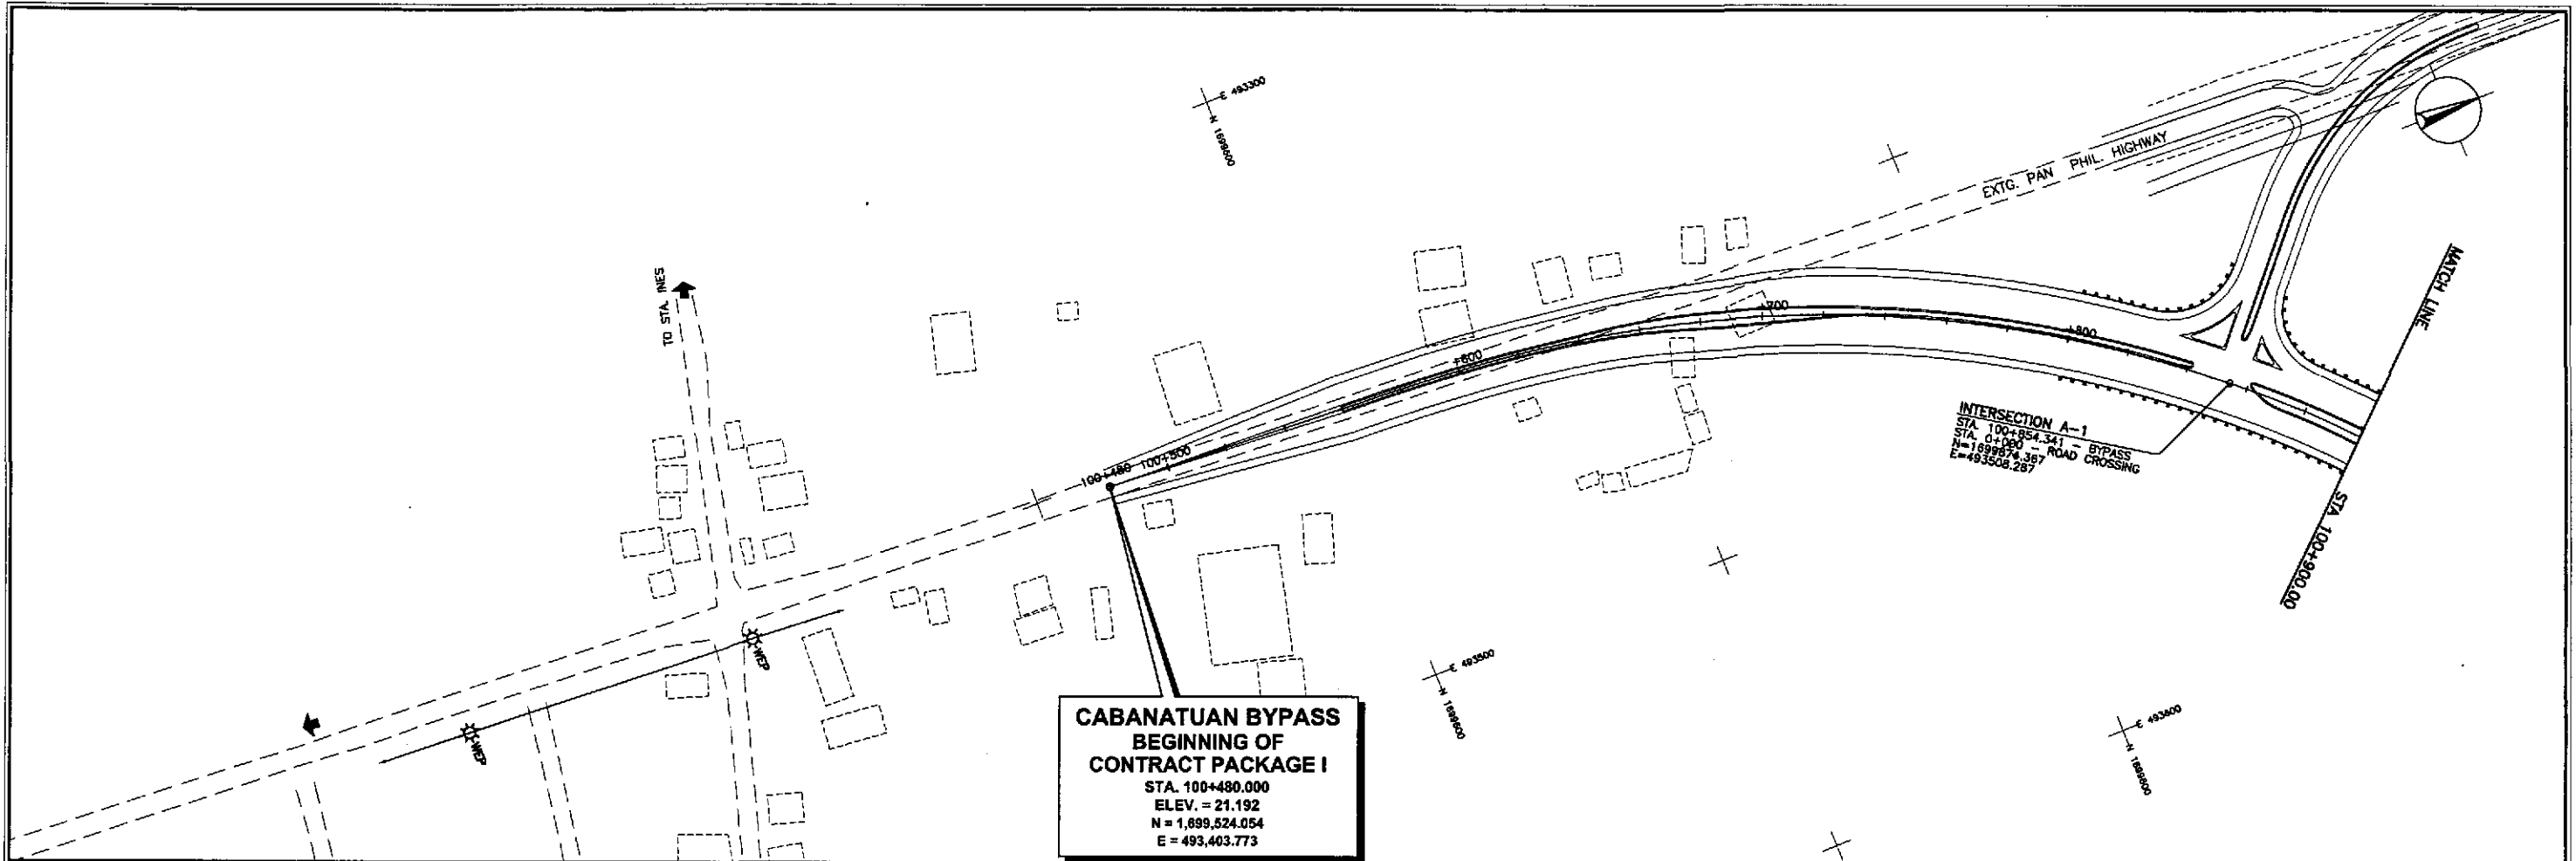 E 493300
N 1699600
EXTG. PAN PHIL. HIGHWAY
TO STA. INES
MATCH LINE
STA 100+900.00
+700
+800
+600
100+480 100+500
INTERSECTION A-1
STA. 100+854.341 - BYPASS
STA. 0+000 - ROAD CROSSING
N=1699874.367
E=493508.287
WEP
WEP
E 493500
N 1699600
E 493600
N 1699800
CABANATUAN BYPASS
BEGINNING OF
CONTRACT PACKAGE I
STA. 100+480.000
ELEV. = 21.192
N = 1,699,524.054
E = 493,403.773